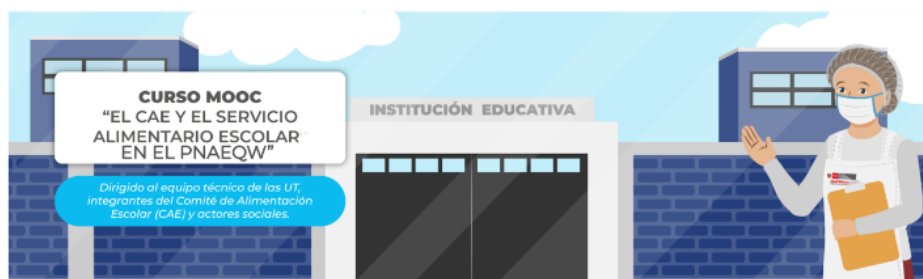 CURSO MOOC
“EL CAE Y EL SERVICIO
ALIMENTARIO ESCOLAR
EN EL PNAEQW”
Dirigido al equipo técnico de las UT,
integrantes del Comité de Alimentación
Escolar (CAE) y actores sociales.
INSTITUCIÓN EDUCATIVA